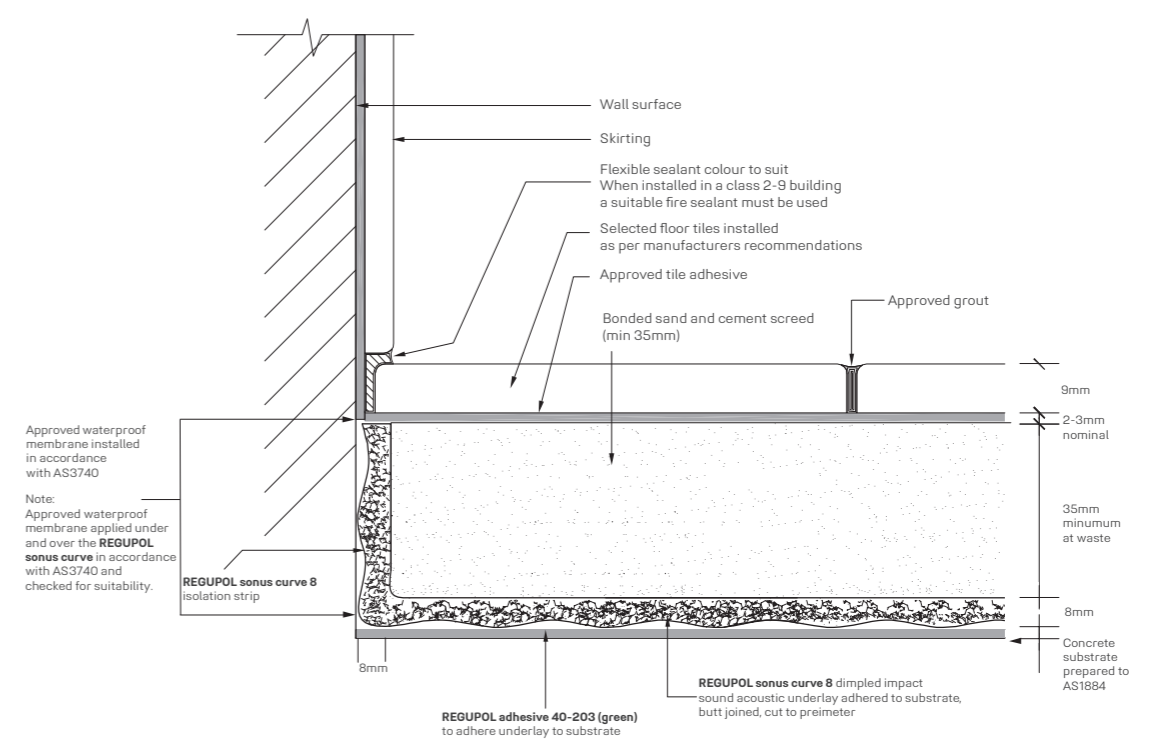 Wall surface
Skirting
Flexible sealant colour to suit
When installed in a class 2-9 building
a suitable fire sealant must be used
Selected floor tiles installed
as per manufacturers recommendations
Approved tile adhesive
Approved grout
Bonded sand and cement screed
(min 35mm)
9mm
2-3mm
nominal
35mm
minumum
at waste
8mm
Concrete
substrate
prepared to
AS1884
Approved waterproof
membrane installed
in accordance
with AS3740
Note:
Approved waterproof
membrane applied under
and over the REGUPOL
sonus curve in accordance
with AS3740 and
checked for suitability.
REGUPOL sonus curve 8
isolation strip
8mm
REGUPOL sonus curve 8 dimpled impact
sound acoustic underlay adhered to substrate,
butt joined, cut to preimeter
REGUPOL adhesive 40-203 (green)
to adhere underlay to substrate